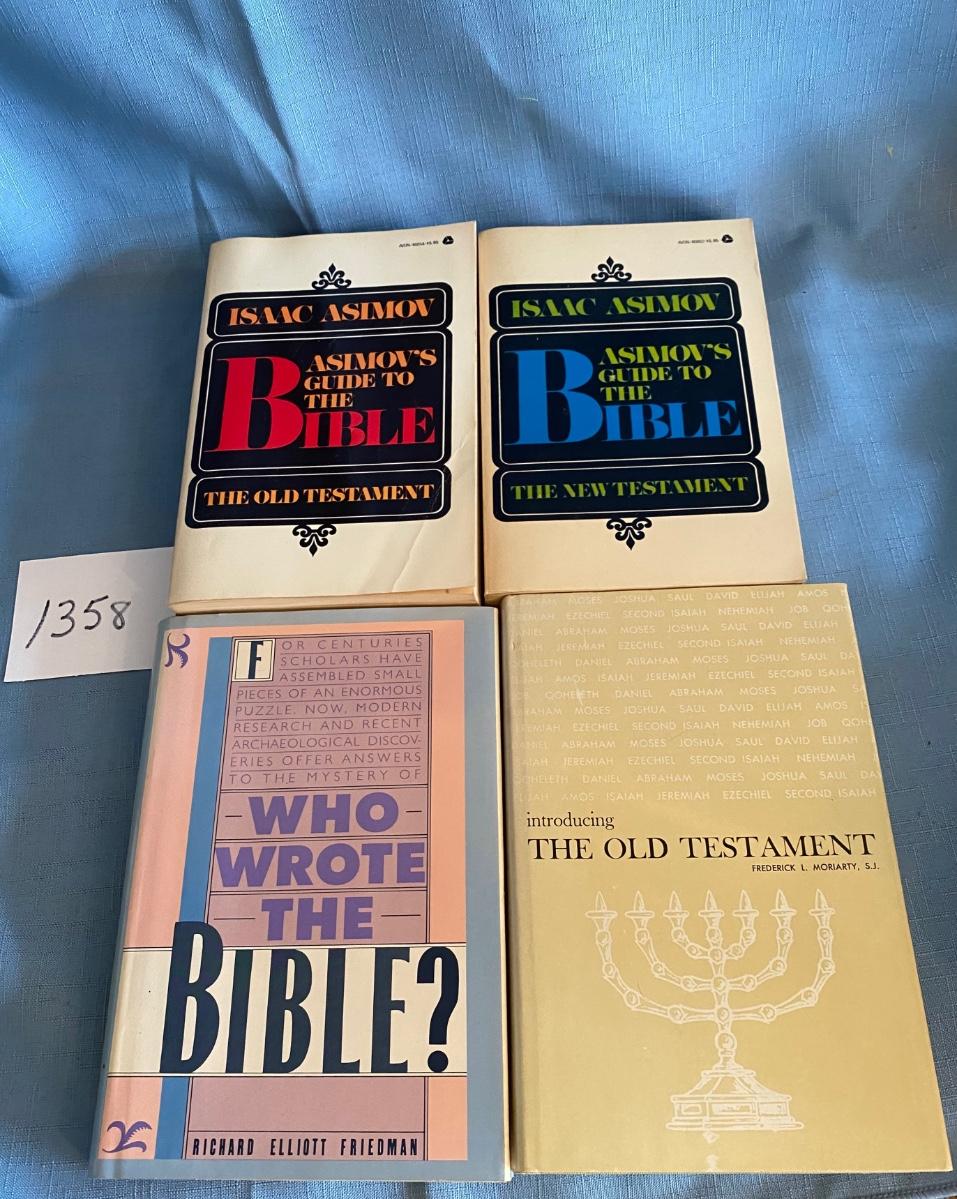 ISAAC ASIMOV
ASIMOV'S
GUIDE TO
THE
BIBLE
THE OLD TESTAMENT
ISAAC ASIMOV
ASIMOV'S
GUIDE TO
THE
BIBLE
THE NEW TESTAMENT
1358
FOR CENTURIES
SCHOLARS HAVE
ASSEMBLED SMALL
PIECES OF AN ENORMOUS
PUZZLE. NOW, MODERN
RESEARCH AND RECENT
ARCHAEOLOGICAL DISCOV-
ERIES OFFER ANSWERS
TO THE MYSTERY OF
WHO
WROTE
THE
BIBLE?
RICHARD ELLIOTT FRIEDMAN
MOSES JOSHUA SAUL DAVID ELIJAH AMOS
EZECHIEL SECOND ISAIAH NEHEMIAH JOB
ABRAHAM MOSES JOSHUA SAUL DAVID ELIJAH
JEREMIAH EZECHIEL SECOND ISAIAH NEHEMIAH
DANIEL ABRAHAM MOSES JOSHUA SAUL
AMOS ISAIAH JEREMIAH EZECHIEL SECOND ISAIAH
QOHELETH DANIEL ABRAHAM MOSES JOSHUA
MOSES JOSHUA SAUL DAVID ELIJAH AMOS
EZECHIEL SECOND ISAIAH NEHEMIAH JOB
ABRAHAM MOSES JOSHUA SAUL DAVID ELIJAH
JEREMIAH EZECHIEL SECOND ISAIAH NEHEMIAH
DANIEL ABRAHAM MOSES JOSHUA SAUL
AMOS ISAIAH JEREMIAH EZECHIEL SECOND ISAIAH
introducing
THE OLD TESTAMENT
FREDERICK L. MORIARTY, S.J.